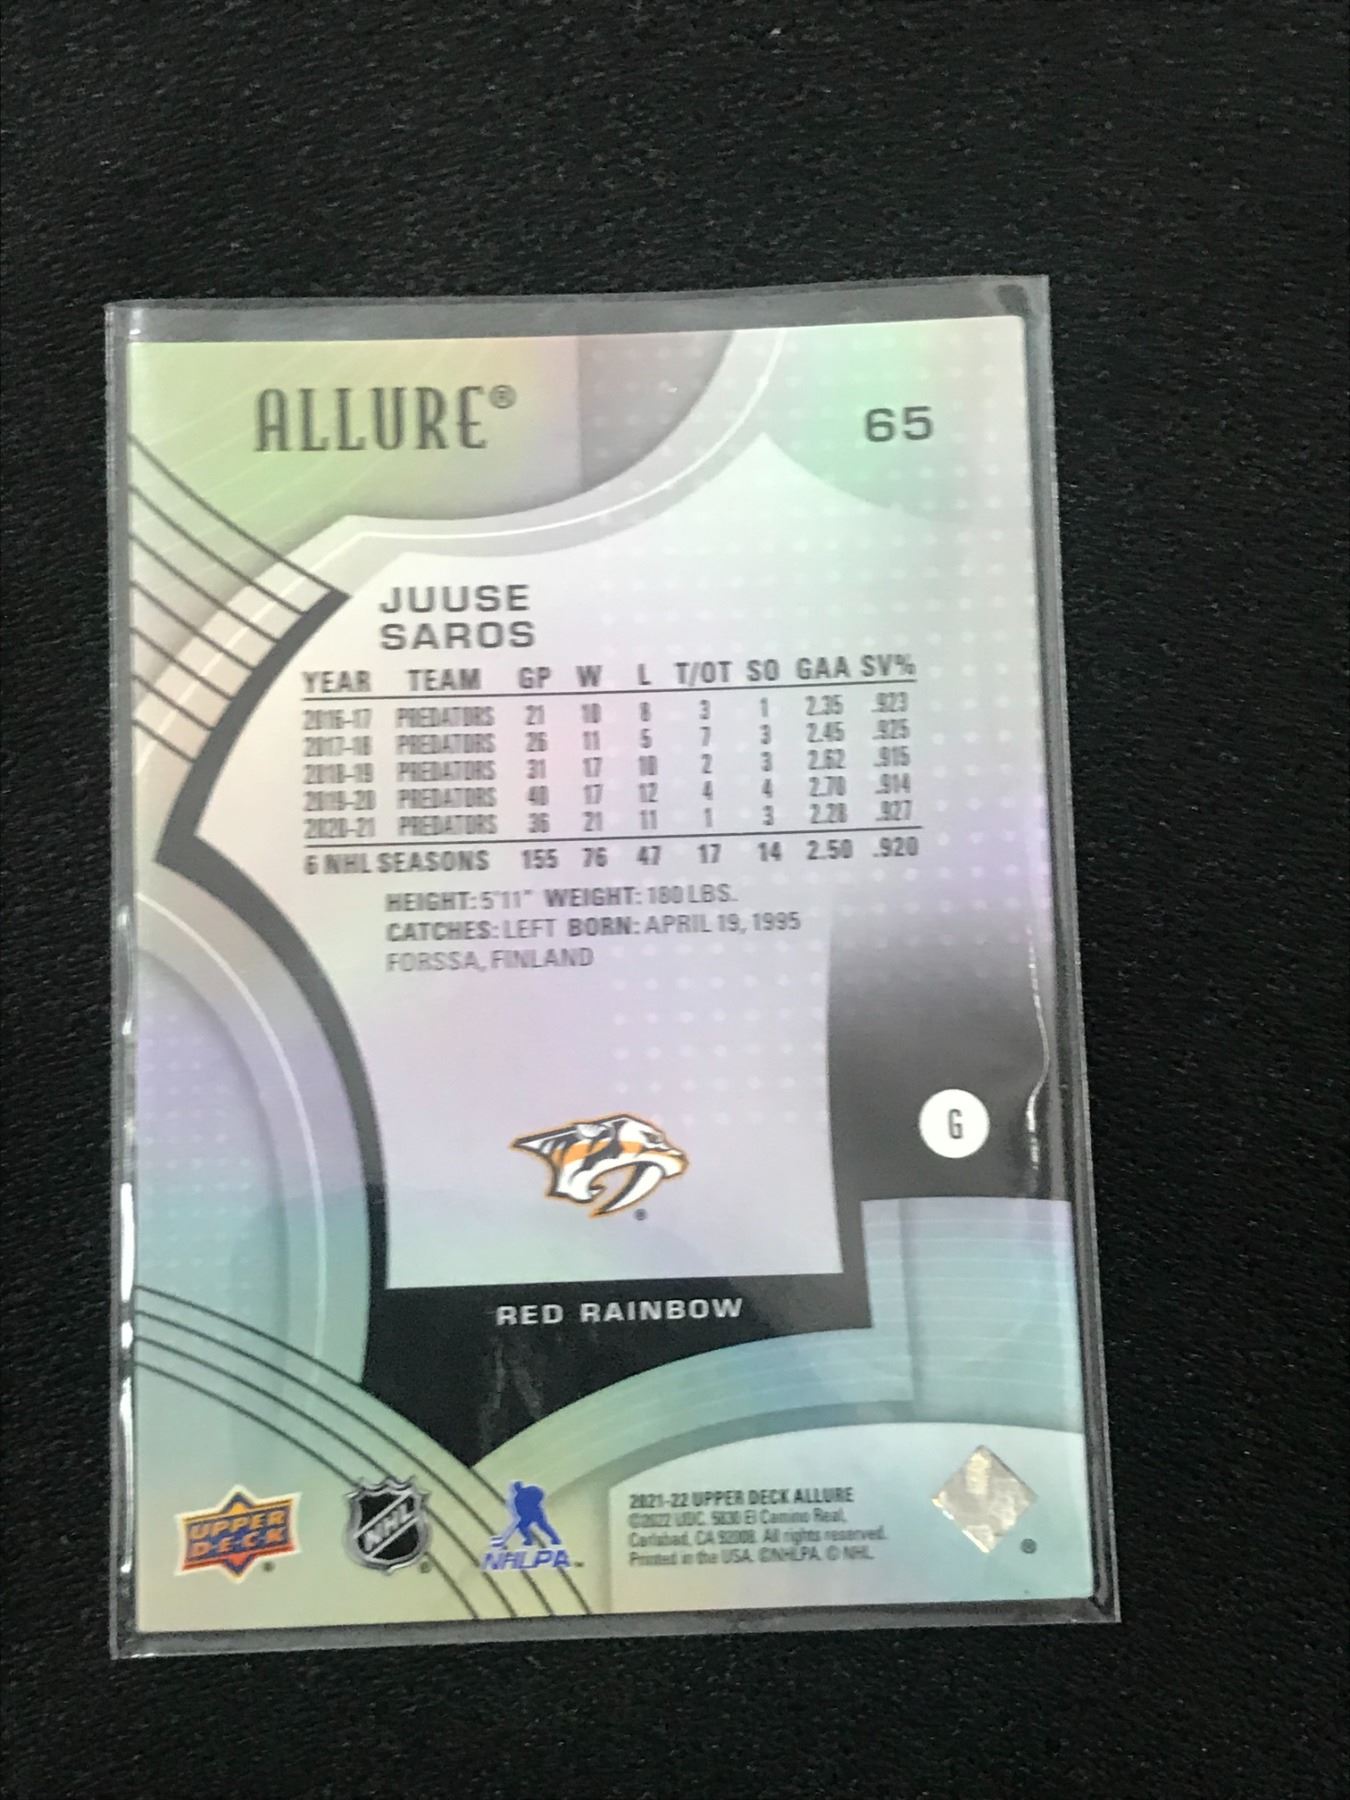 ALLURE®
65
JUUSE
SAROS
YEAR TEAM GP W L T/OT SO GAA SV%
2016-17 PREDATORS 21 10 8 3 1 2.35 .923
2017-18 PREDATORS 26 11 5 7 3 2.45 .925
2018-19 PREDATORS 31 17 10 2 3 2.62 .915
2019-20 PREDATORS 40 17 12 4 4 2.70 .914
2020-21 PREDATORS 36 21 11 1 3 2.28 .927
6 NHL SEASONS 155 76 47 17 14 2.50 .920
HEIGHT: 5'11" WEIGHT: 180 LBS.
CATCHES: LEFT BORN: APRIL 19, 1995
FORSSA, FINLAND
G
®
RED RAINBOW
UPPER
DECK ®
NHL ®
NHLPA™
2021-22 UPPER DECK ALLURE
©2022 UDC. 5830 El Camino Real,
Carlsbad, CA 92008. All rights reserved.
Printed in the USA. ©NHLPA. © NHL.
®